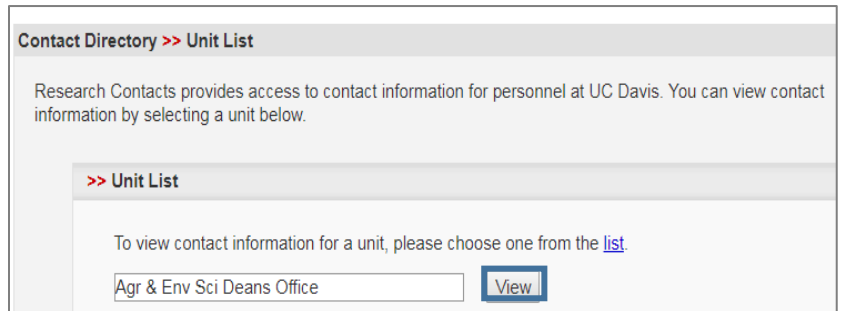 Contact Directory >> Unit List
Research Contacts provides access to contact information for personnel at UC Davis. You can view contact
information by selecting a unit below.
>> Unit List
To view contact information for a unit, please choose one from the list.
Agr & Env Sci Deans Office View